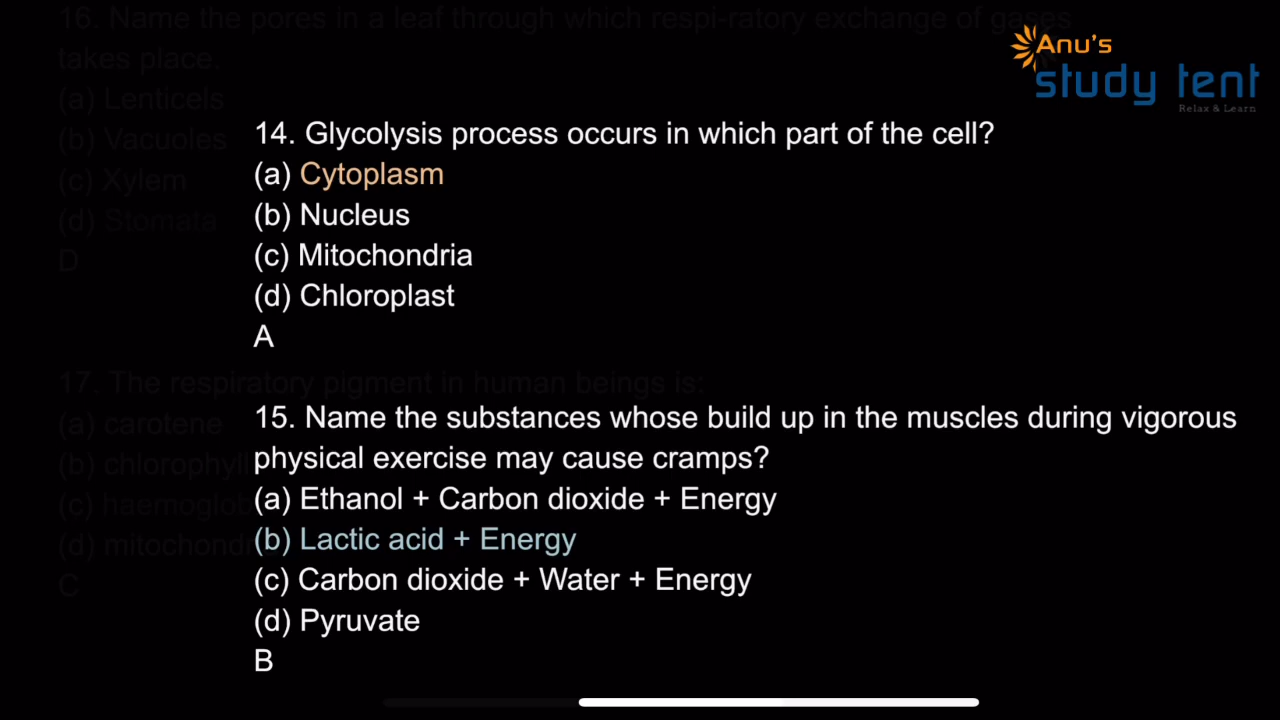 16. Name the pores in a leaf through which respi-ratory exchange of gases
takes place.
(a) Lenticels
(b) Vacuoles
(c) Xylem
(d) Stomata
D
Anu's
study tent
Relax & Learn
14. Glycolysis process occurs in which part of the cell?
(a) Cytoplasm
(b) Nucleus
(c) Mitochondria
(d) Chloroplast
A
17. The respiratory pigment in human beings is:
(a) carotene
(b) chlorophyll
(c) haemoglob
(d) mitochondr
C
15. Name the substances whose build up in the muscles during vigorous
physical exercise may cause cramps?
(a) Ethanol + Carbon dioxide + Energy
(b) Lactic acid + Energy
(c) Carbon dioxide + Water + Energy
(d) Pyruvate
B